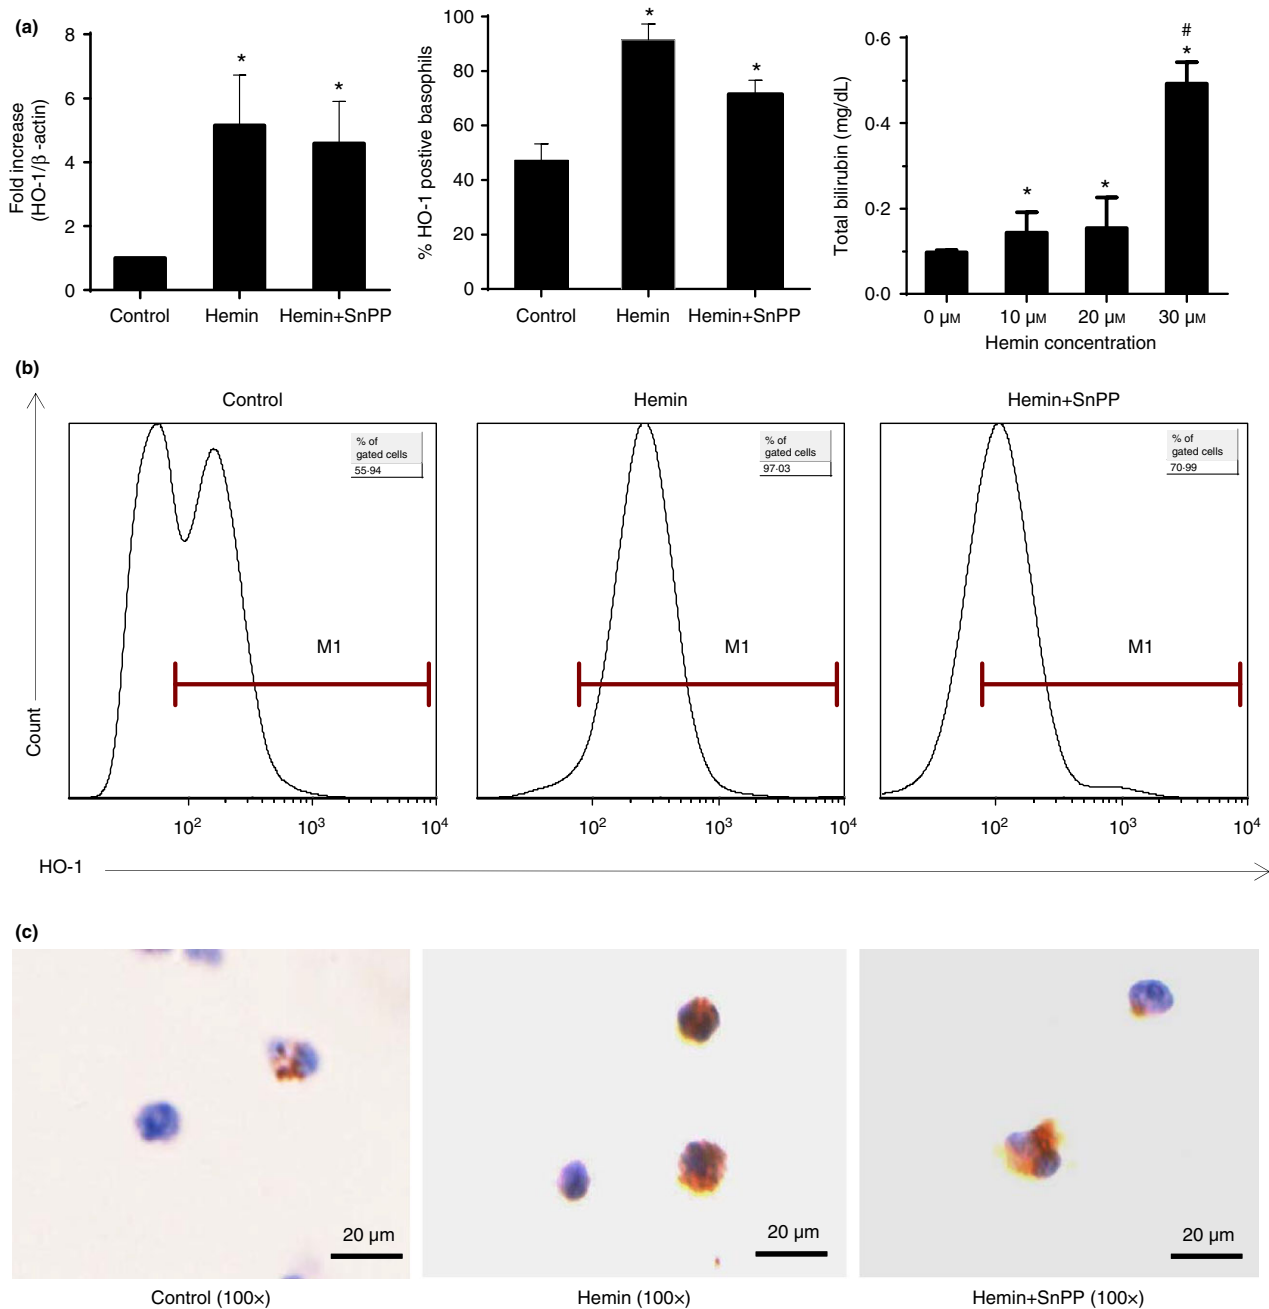 (a)
Fold increase
(HO-1/β -actin)
8
6
4
2
0
Control
Hemin
Hemin+SnPP
*
*
% HO-1 postive basophils
100
80
60
40
20
0
Control
Hemin
Hemin+SnPP
*
*
Total bilirubin (mg/dL)
0·6
0·4
0·2
0·0
0 μM
10 μM
20 μM
30 μM
Hemin concentration
*
*
#
*
(b)
Control
Hemin
Hemin+SnPP
Count
% of
gated cells
55·94
M1
10²
10³
10⁴
% of
gated cells
97·03
M1
10²
10³
10⁴
% of
gated cells
70·99
M1
10²
10³
10⁴
HO-1
(c)
20 μm
20 μm
20 μm
Control (100×)
Hemin (100×)
Hemin+SnPP (100×)